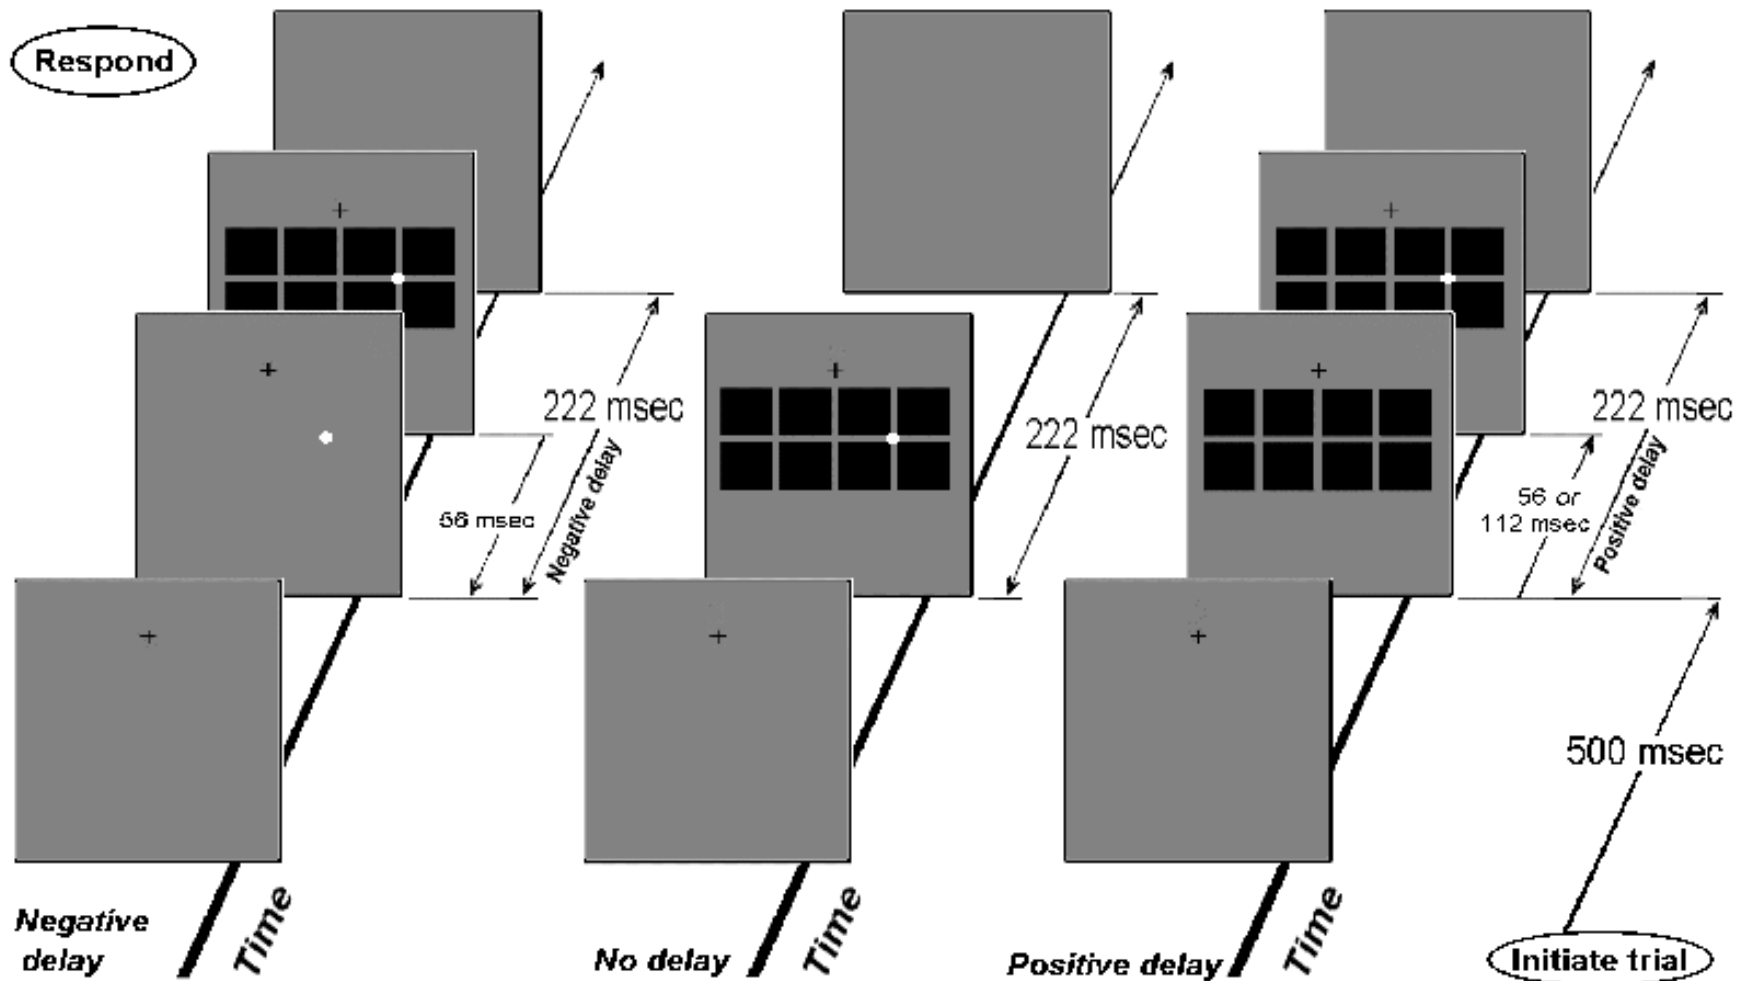 Respond
222 msec
Negative delay
56 msec
222 msec
222 msec
Positive delay
56 or
112 msec
500 msec
Negative
delay
Time
No delay
Time
Positive delay
Time
Initiate trial